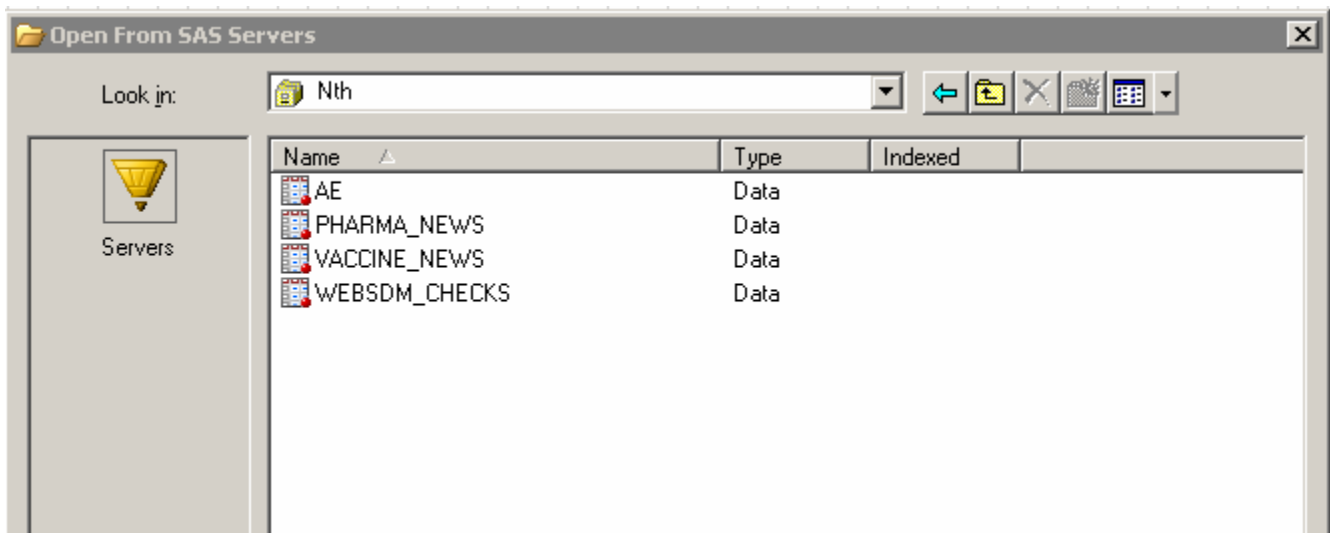 Open From SAS Servers
Look in: Nth
Name Type Indexed
AE Data
PHARMA_NEWS Data
Servers VACCINE_NEWS Data
WEBSDM_CHECKS Data